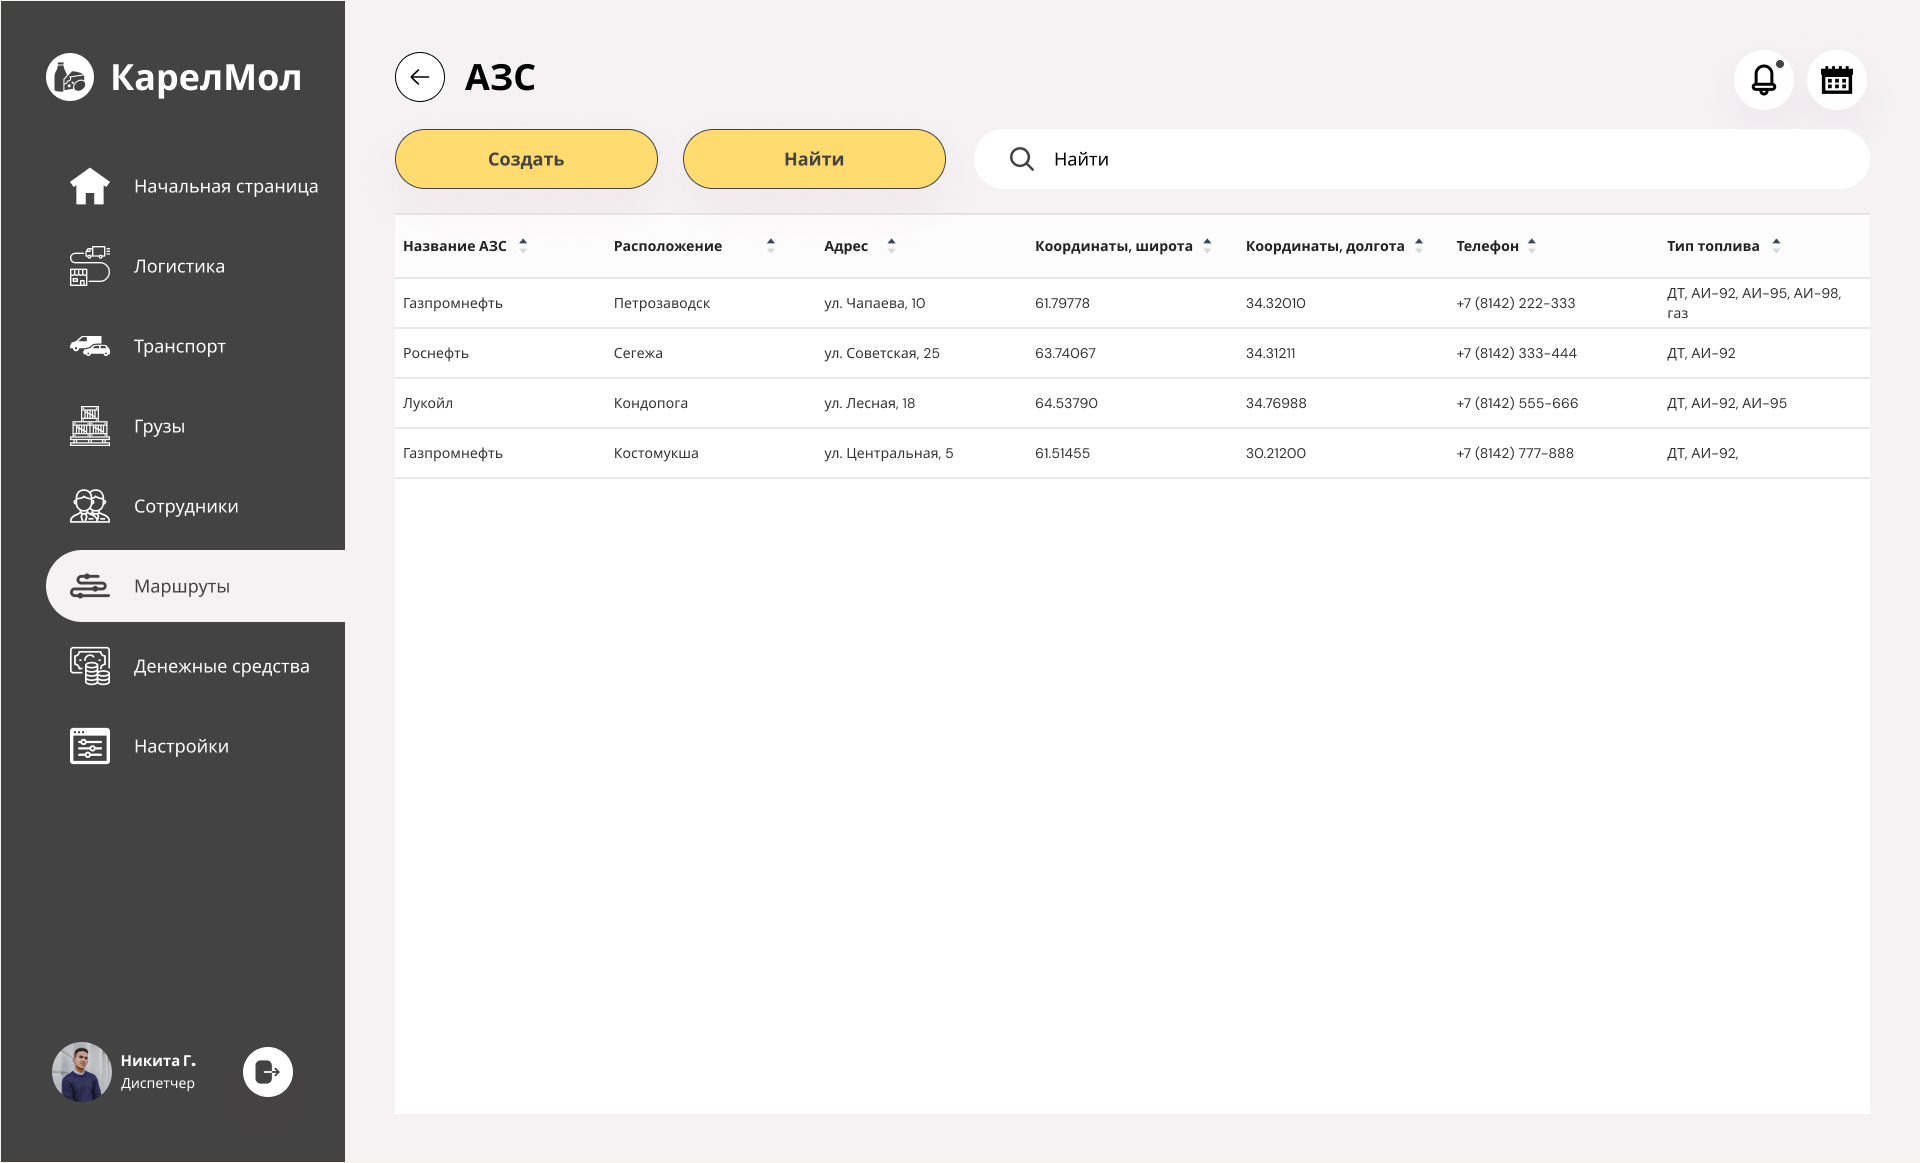 КарелМол
Начальная страница
Логистика
Транспорт
Грузы
Сотрудники
Маршруты
Денежные средства
Настройки
Никита Г.
Диспетчер
АЗС
Создать
Найти
Найти
Название АЗС Расположение Адрес Координаты, широта Координаты, долгота Телефон Тип топлива
Газпромнефть Петрозаводск ул. Чапаева, 10 61.79778 34.32010 +7 (8142) 222-333 ДТ, АИ-92, АИ-95, АИ-98,
газ
Роснефть Сегежа ул. Советская, 25 63.74067 34.31211 +7 (8142) 333-444 ДТ, АИ-92
Лукойл Кондопога ул. Лесная, 18 64.53790 34.76988 +7 (8142) 555-666 ДТ, АИ-92, АИ-95
Газпромнефть Костомукша ул. Центральная, 5 61.51455 30.21200 +7 (8142) 777-888 ДТ, АИ-92,